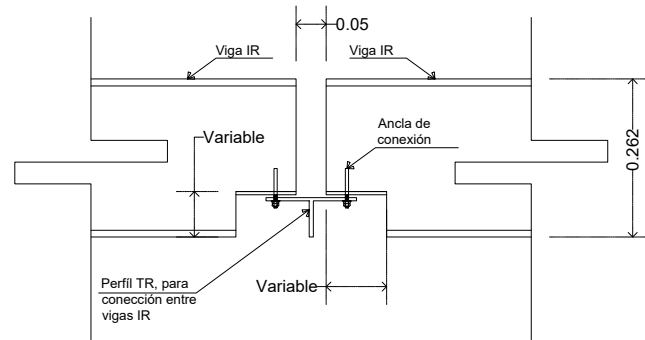 0.05
Viga IR
Viga IR
Variable
Ancla de
conexión
0.262
Perfíl TR, para
conección entre
vigas IR
Variable